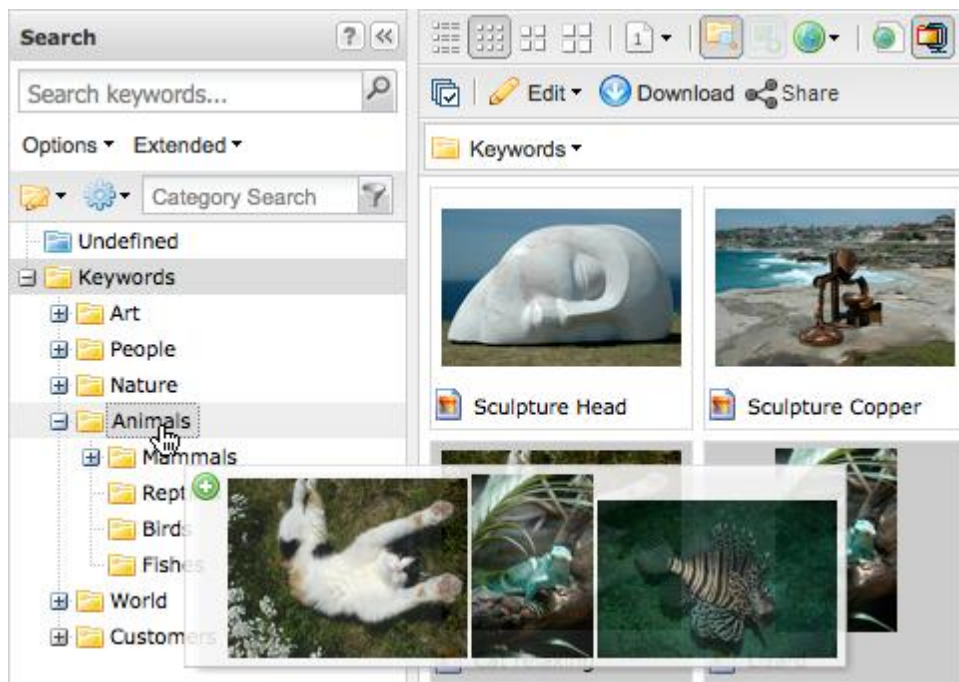 Search
?
Search keywords...
Options
Extended
Category Search
Undefined
Keywords
Art
People
Nature
Animals
Mammals
Rept
Birds
Fishes
World
Customers
1
Edit
Download
Share
Keywords
Sculpture Head
Sculpture Copper